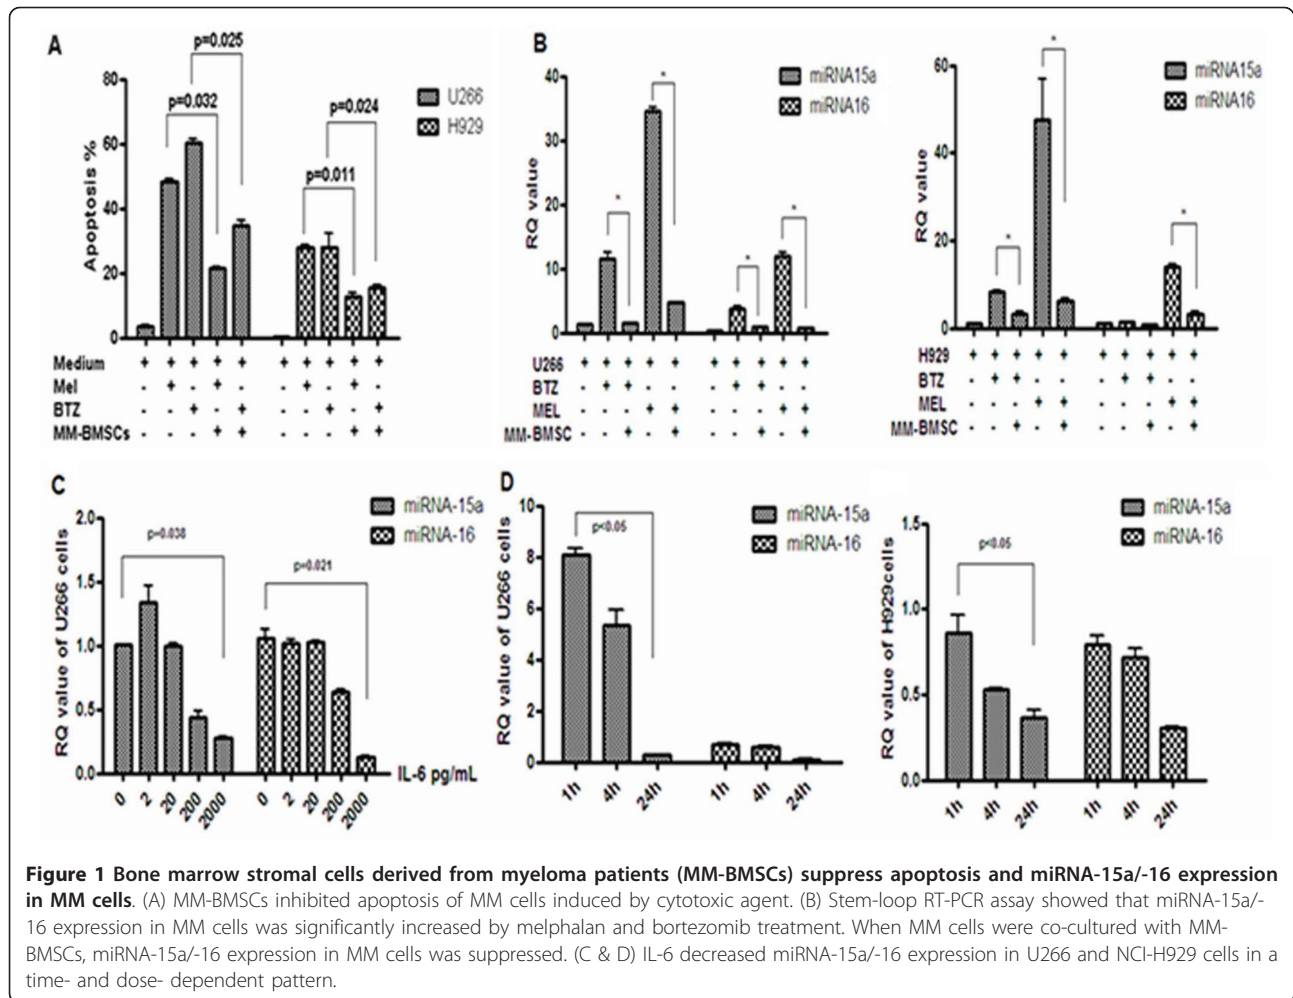 A
p=0.025
p=0.032
p=0.024
p=0.011
U266
H929
Apoptosis %
80
60
40
20
0
Medium + + + + + + + + + +
Mel - + - + - - + - + -
BTZ - - + - + - - + - +
MM-BMSCs - - - + + - - - + +
B
miRNA15a
miRNA16
RQ value
40
30
20
10
0
* * * *
U266 + + + + + + + + + +
BTZ - + + - - - + + - -
MEL - - - + + - - - + +
MM-BMSC - - + - + - - + - +
miRNA15a
miRNA16
RQ value
60
40
20
0
* * *
H929 + + + + + + + + + +
BTZ - + + - - - + + - -
MEL - - - + + - - - + +
MM-BMSC - - + - + - - + - +
C
miRNA-15a
miRNA-16
RQ value of U266 cells
2.0
1.5
1.0
0.5
0.0
p=0.038
p=0.021
0 2 20 200 2000 0 2 20 200 2000
IL-6 pg/mL
D
miRNA-15a
miRNA-16
RQ value of U266 cells
10
8
6
4
2
0
p<0.05
1h 4h 24h 1h 4h 24h
miRNA-15a
miRNA-16
RQ value of H929cells
1.5
1.0
0.5
0.0
p<0.05
1h 4h 24h 1h 4h 24h
Figure 1 Bone marrow stromal cells derived from myeloma patients (MM-BMSCs) suppress apoptosis and miRNA-15a/-16 expression
in MM cells. (A) MM-BMSCs inhibited apoptosis of MM cells induced by cytotoxic agent. (B) Stem-loop RT-PCR assay showed that miRNA-15a/-
16 expression in MM cells was significantly increased by melphalan and bortezomib treatment. When MM cells were co-cultured with MM-
BMSCs, miRNA-15a/-16 expression in MM cells was suppressed. (C & D) IL-6 decreased miRNA-15a/-16 expression in U266 and NCI-H929 cells in a
time- and dose- dependent pattern.